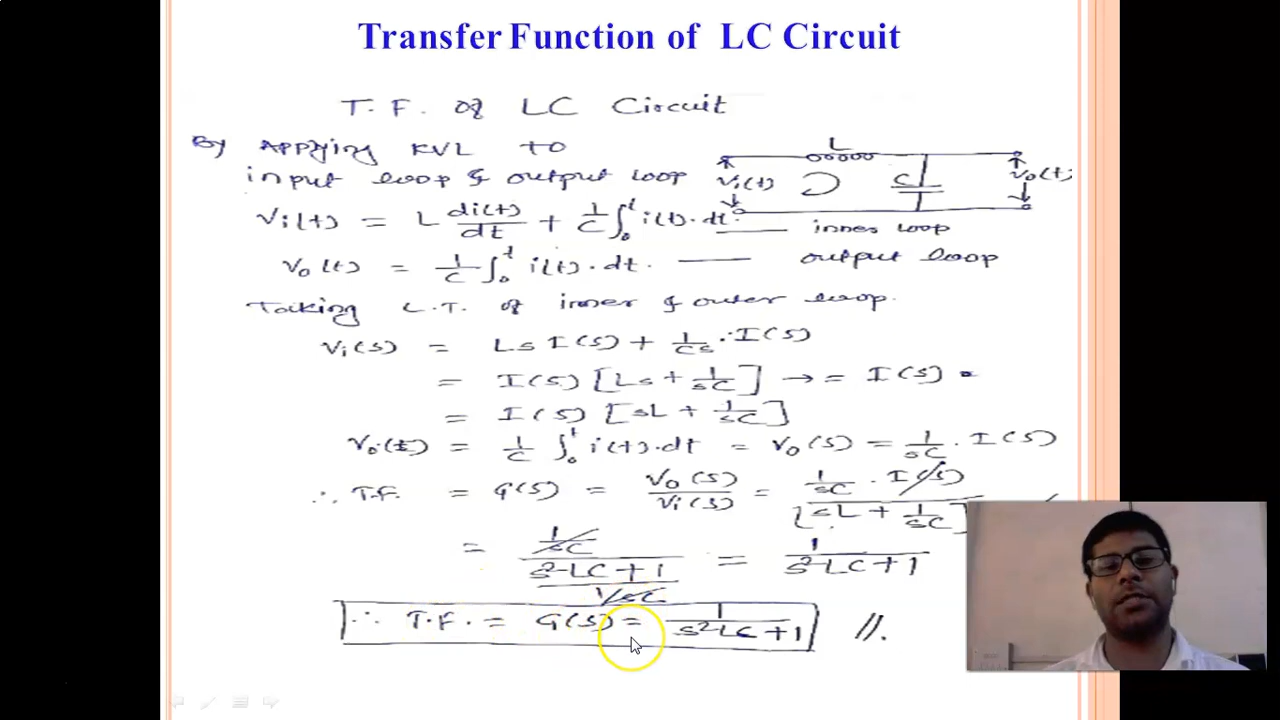 Transfer Function of LC Circuit
T. F. of LC Circuit
By Applying KVL to
input loop & output loop
L
Vi(t)
C
Vo(t)
Vi(t) = L di(t)/dt + 1/C ∫₀ᵗ i(t)·dt. —— inner loop
Vo(t) = 1/C ∫₀ᵗ i(t)·dt. —— output loop
Taking L.T. of inner & outer loop.
Vi(s) = Ls I(s) + 1/Cs · I(s)
= I(s) [Ls + 1/sC] → = I(s)
= I(s) [sL + 1/sC]
Vo(t) = 1/C ∫₀ᵗ i(t)·dt = Vo(s) = 1/sC · I(s)
∴ T.F. = G(s) = Vo(s)/Vi(s) = 1/sC · I(s) / [sL + 1/sC]
= 1/sC / s²LC+1 / sC = 1/s²LC+1
∴ T.F. = G(s) = 1/s²LC+1 //.